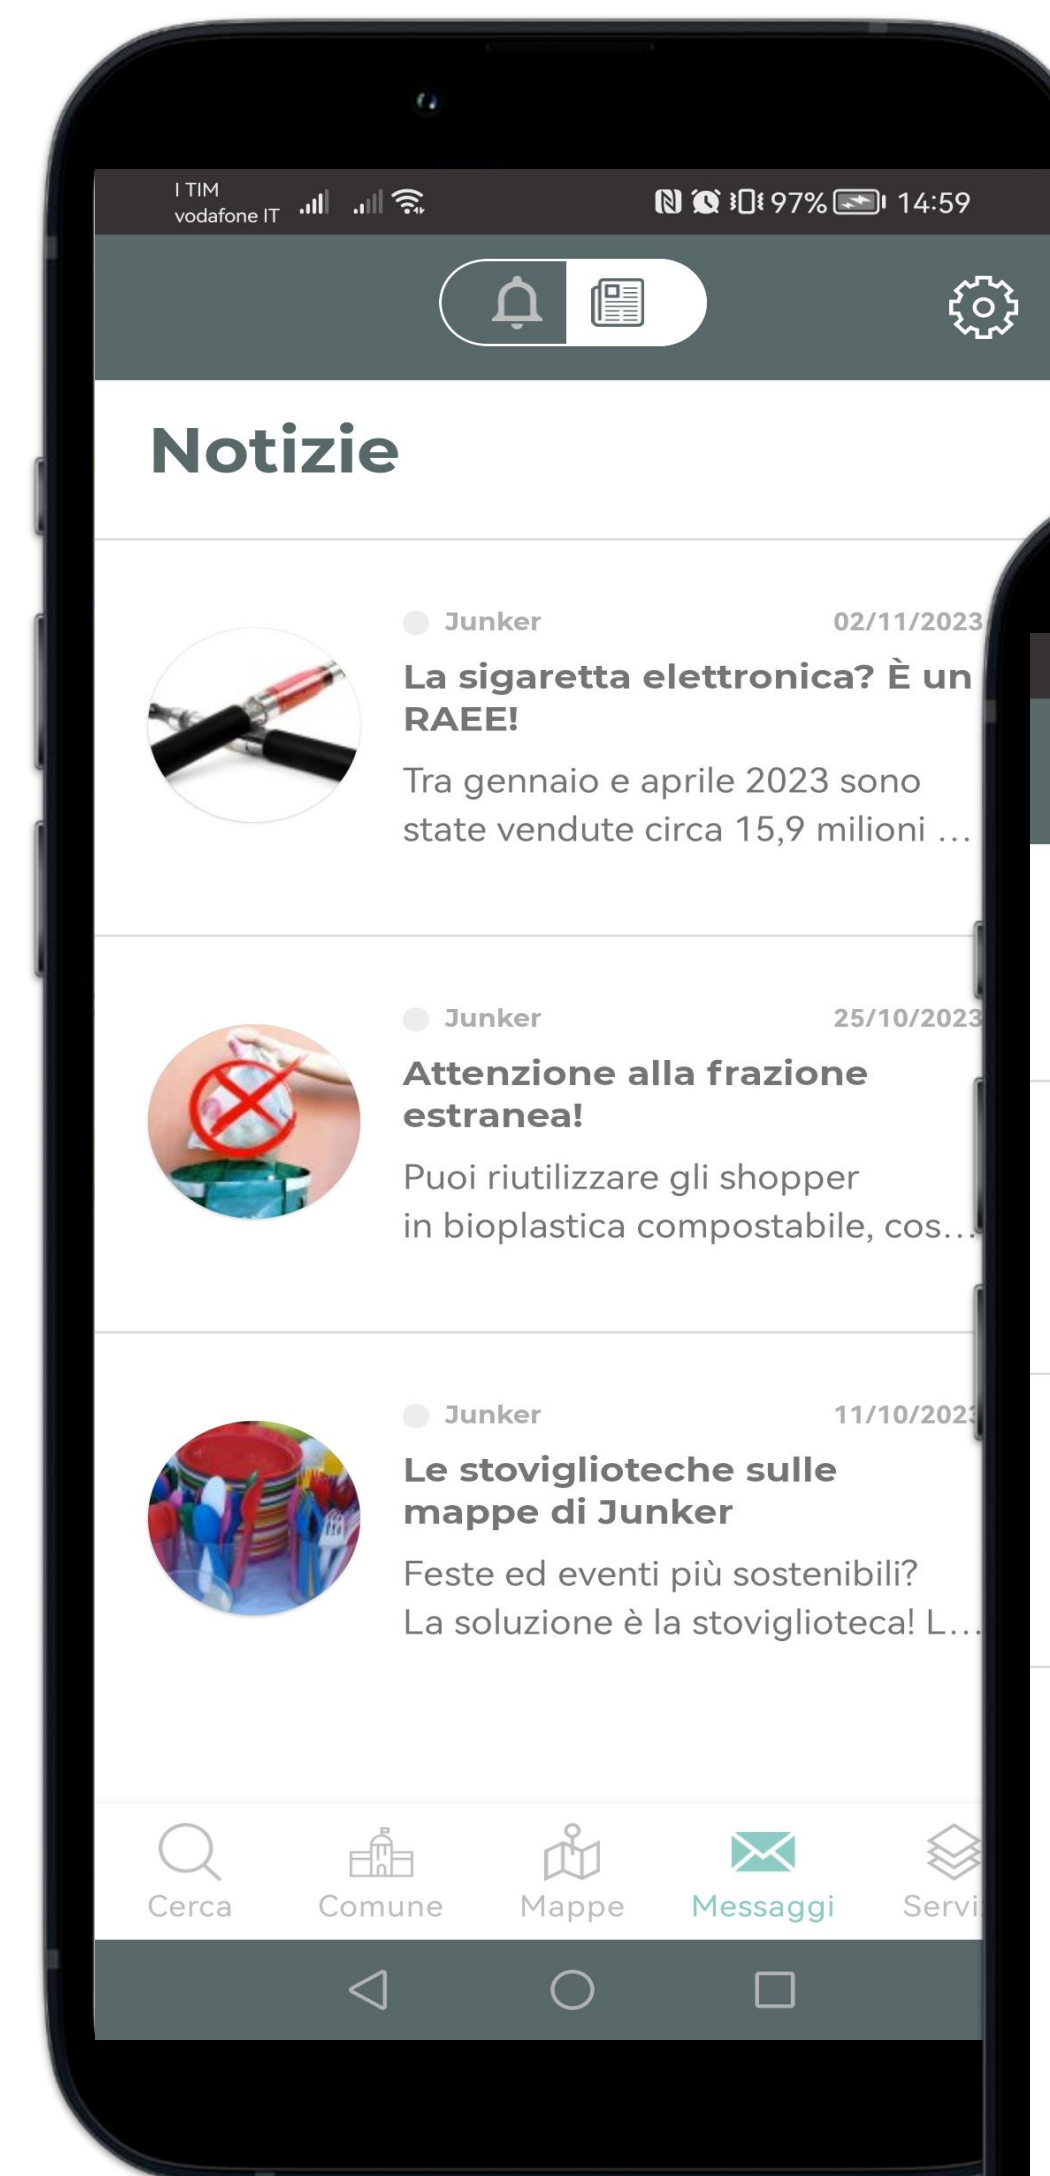 I TIM
vodafone IT
97% 14:59
Notizie
Junker 02/11/2023
La sigaretta elettronica? È un
RAEE!
Tra gennaio e aprile 2023 sono
state vendute circa 15,9 milioni ...
Junker 25/10/2023
Attenzione alla frazione
estranea!
Puoi riutilizzare gli shopper
in bioplastica compostabile, cos...
Junker 11/10/2023
Le stoviglioteche sulle
mappe di Junker
Feste ed eventi più sostenibili?
La soluzione è la stoviglioteca! L...
Cerca Comune Mappe Messaggi